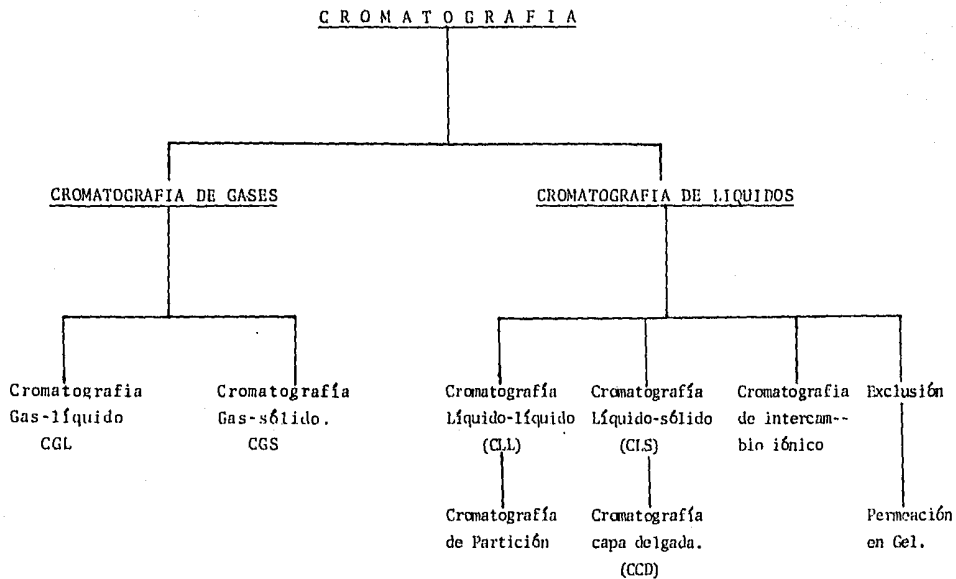 C R O M A T O G R A F I A
CROMATOGRAFIA DE GASES
CROMATOGRAFIA DE LIQUIDOS
Cromatografia
Gas-líquido
CGL
Cromatografía
Gas-sólido.
CGS
Cromatografía
Líquido-líquido
(CLL)
Cromatografía
Líquido-sólido
(CLS)
Cromatografia
de intercam--
bio iónico
Exclusión
Cromatografía
de Partición
Cromatografía
capa delgada.
(CCD)
Permeación
en Gel.